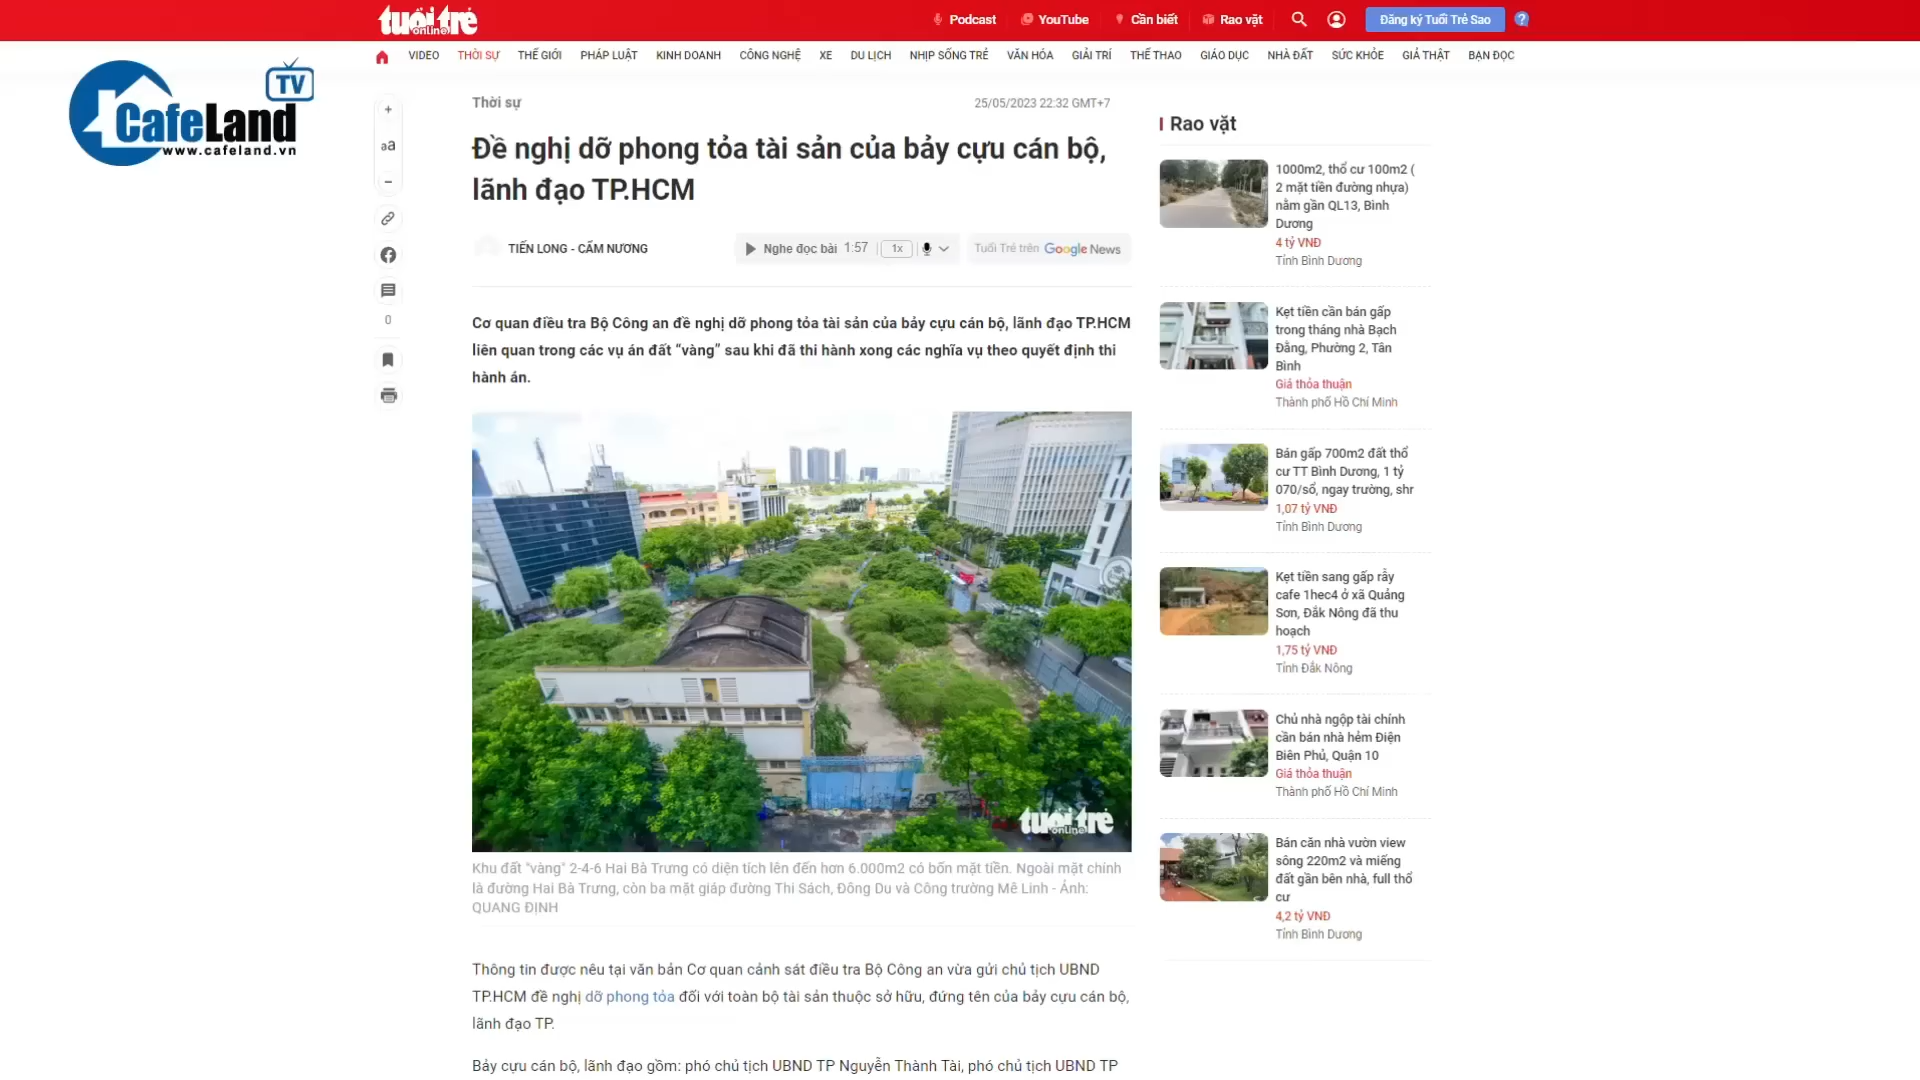 tuổi trẻ
online
Podcast
YouTube
Cần biết
Rao vặt
Đăng ký Tuổi Trẻ Sao
?
VIDEO
THỜI SỰ
THẾ GIỚI
PHÁP LUẬT
KINH DOANH
CÔNG NGHỆ
XE
DU LỊCH
NHỊP SỐNG TRẺ
VĂN HÓA
GIẢI TRÍ
THỂ THAO
GIÁO DỤC
NHÀ ĐẤT
SỨC KHỎE
GIẢ THẬT
BẠN ĐỌC
CafeLand
TV
www.cafeland.vn
+
aa
−
0
Thời sự
25/05/2023 22:32 GMT+7
Đề nghị dỡ phong tỏa tài sản của bảy cựu cán bộ,
lãnh đạo TP.HCM
TIẾN LONG - CẨM NƯƠNG
Nghe đọc bài 1:57
1x
Tuổi Trẻ trên Google News
Cơ quan điều tra Bộ Công an đề nghị dỡ phong tỏa tài sản của bảy cựu cán bộ, lãnh đạo TP.HCM
liên quan trong các vụ án đất “vàng” sau khi đã thi hành xong các nghĩa vụ theo quyết định thi
hành án.
tuổi trẻ
online
Khu đất "vàng" 2-4-6 Hai Bà Trưng có diện tích lên đến hơn 6.000m2 có bốn mặt tiền. Ngoài mặt chính
là đường Hai Bà Trưng, còn ba mặt giáp đường Thi Sách, Đông Du và Công trường Mê Linh - Ảnh:
QUANG ĐỊNH
Thông tin được nêu tại văn bản Cơ quan cảnh sát điều tra Bộ Công an vừa gửi chủ tịch UBND
TP.HCM đề nghị dỡ phong tỏa đối với toàn bộ tài sản thuộc sở hữu, đứng tên của bảy cựu cán bộ,
lãnh đạo TP.
Bảy cựu cán bộ, lãnh đạo gồm: phó chủ tịch UBND TP Nguyễn Thành Tài, phó chủ tịch UBND TP
Rao vặt
1000m2, thổ cư 100m2 (
2 mặt tiền đường nhựa)
nằm gần QL13, Bình
Dương
4 tỷ VNĐ
Tỉnh Bình Dương
Kẹt tiền cần bán gấp
trong tháng nhà Bạch
Đằng, Phường 2, Tân
Bình
Giá thỏa thuận
Thành phố Hồ Chí Minh
Bán gấp 700m2 đất thổ
cư TT Bình Dương, 1 tỷ
070/sổ, ngay trường, shr
1,07 tỷ VNĐ
Tỉnh Bình Dương
Kẹt tiền sang gấp rẫy
cafe 1hec4 ở xã Quảng
Sơn, Đắk Nông đã thu
hoạch
1,75 tỷ VNĐ
Tỉnh Đắk Nông
Chủ nhà ngộp tài chính
cần bán nhà hẻm Điện
Biên Phủ, Quận 10
Giá thỏa thuận
Thành phố Hồ Chí Minh
Bán căn nhà vườn view
sông 220m2 và miếng
đất gần bên nhà, full thổ
cư
4,2 tỷ VNĐ
Tỉnh Bình Dương